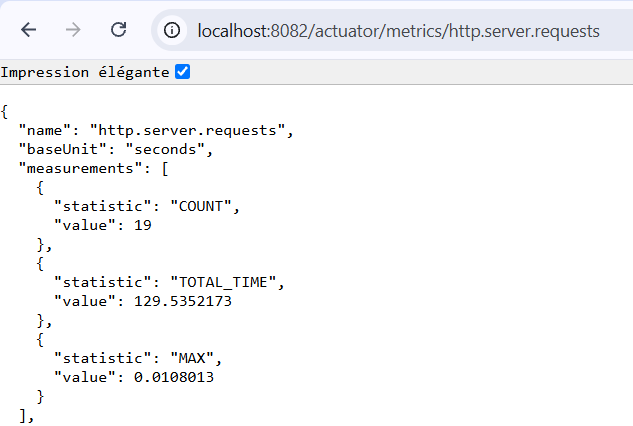 localhost:8082/actuator/metrics/http.server.requests
Impression élégante
{
  "name": "http.server.requests",
  "baseUnit": "seconds",
  "measurements": [
    {
      "statistic": "COUNT",
      "value": 19
    },
    {
      "statistic": "TOTAL_TIME",
      "value": 129.5352173
    },
    {
      "statistic": "MAX",
      "value": 0.0108013
    }
  ],